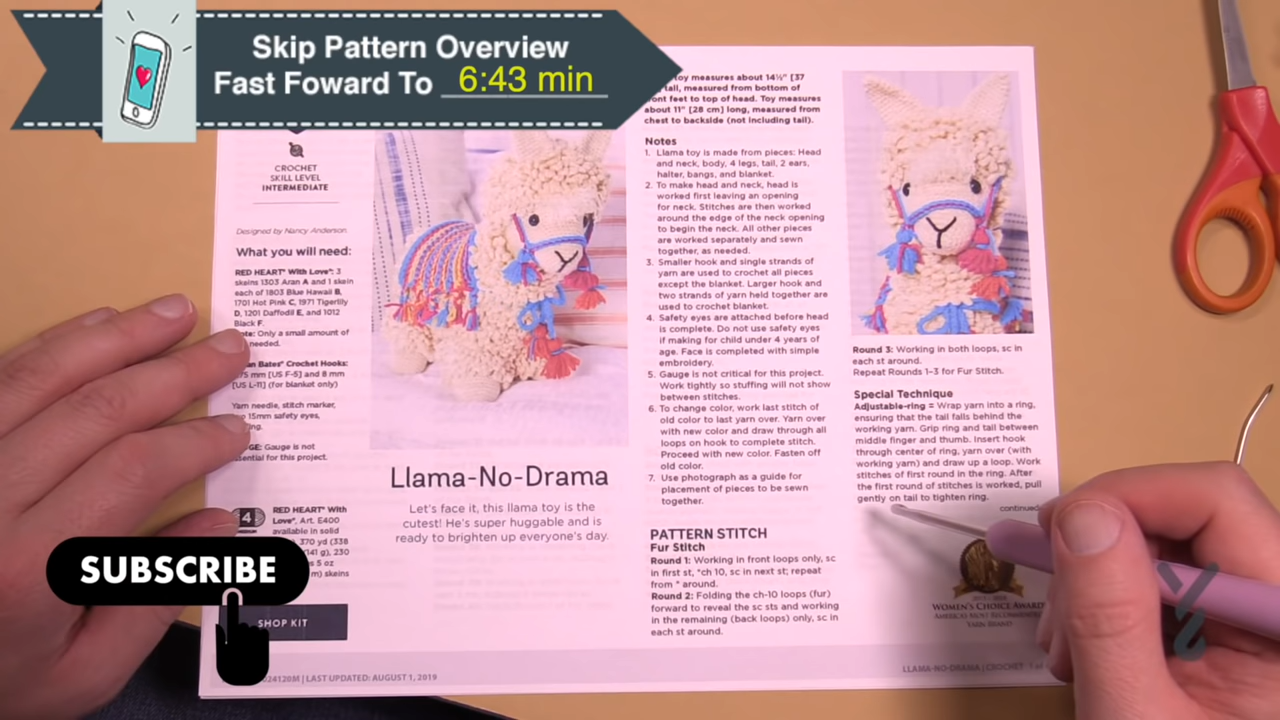 Skip Pattern Overview
Fast Foward To 6:43 min
CROCHET
SKILL LEVEL
INTERMEDIATE
Designed by Nancy Anderson.
What you will need:
RED HEART® With Love®: 3
skeins 1303 Aran A and 1 skein
each of 1803 Blue Hawaii B,
1701 Hot Pink C, 1971 Tigerlily
D, 1201 Daffodil E, and 1012
Black F.
Only a small amount of
needed.
Bates® Crochet Hooks:
mm [US F-5] and 8 mm
[US L-11] (for blanket only)
Yarn needle, stitch marker,
15mm safety eyes,
Gauge is not
for this project.
4
RED HEART® With
Love®, Art. E400
available in solid
370 yd (338
(141 g), 230
5 oz
m) skeins
SUBSCRIBE
SHOP KIT
Llama-No-Drama
Let's face it, this llama toy is the
cutest! He's super huggable and is
ready to brighten up everyone's day.
LAST UPDATED: AUGUST 1, 2019
Toy measures about 14½" [37
tall, measured from bottom of
front feet to top of head. Toy measures
about 11" [28 cm] long, measured from
chest to backside (not including tail).
Notes
1. Llama toy is made from pieces: Head
and neck, body, 4 legs, tail, 2 ears,
halter, bangs, and blanket.
2. To make head and neck, head is
worked first leaving an opening
for neck. Stitches are then worked
around the edge of the neck opening
to begin the neck. All other pieces
are worked separately and sewn
together, as needed.
3. Smaller hook and single strands of
yarn are used to crochet all pieces
except the blanket. Larger hook and
two strands of yarn held together are
used to crochet blanket.
4. Safety eyes are attached before head
is complete. Do not use safety eyes
if making for child under 4 years of
age. Face is completed with simple
embroidery.
5. Gauge is not critical for this project.
Work tightly so stuffing will not show
between stitches.
6. To change color, work last stitch of
old color to last yarn over. Yarn over
with new color and draw through all
loops on hook to complete stitch.
Proceed with new color. Fasten off
old color.
7. Use photograph as a guide for
placement of pieces to be sewn
together.
PATTERN STITCH
Fur Stitch
Round 1: Working in front loops only, sc
in first st, *ch 10, sc in next st; repeat
from * around.
Round 2: Folding the ch-10 loops (fur)
forward to reveal the sc sts and working
in the remaining (back loops) only, sc in
each st around.
Round 3: Working in both loops, sc in
each st around.
Repeat Rounds 1–3 for Fur Stitch.
Special Technique
Adjustable-ring = Wrap yarn into a ring,
ensuring that the tail falls behind the
working yarn. Grip ring and tail between
middle finger and thumb. Insert hook
through center of ring, yarn over (with
working yarn) and draw up a loop. Work
stitches of first round in the ring. After
the first round of stitches is worked, pull
gently on tail to tighten ring.
continued
WOMEN'S CHOICE AWARD
AMERICA'S MOST RECOMMENDED
YARN BRAND
LLAMA-NO-DRAMA | CROCHET